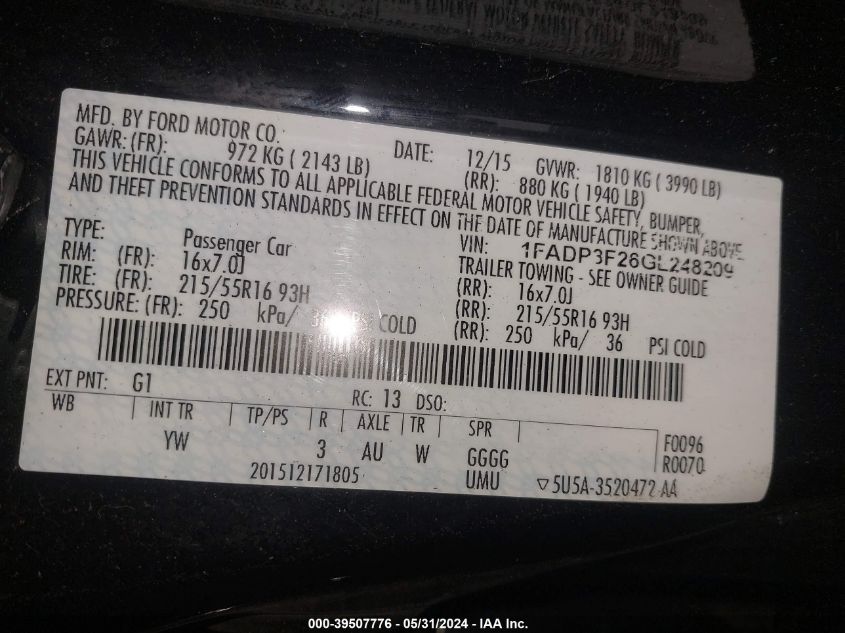 MFD. BY FORD MOTOR CO.
DATE: 12/15 GVWR: 1810 KG ( 3990 LB)
GAWR: (FR): 972 KG ( 2143 LB) (RR): 880 KG ( 1940 LB)
THIS VEHICLE CONFORMS TO ALL APPLICABLE FEDERAL MOTOR VEHICLE SAFETY, BUMPER,
AND THEFT PREVENTION STANDARDS IN EFFECT ON THE DATE OF MANUFACTURE SHOWN ABOVE
VIN: 1FADP3F26GL248209
TYPE: Passenger Car TRAILER TOWING - SEE OWNER GUIDE
RIM: (FR): 16x7.0J (RR): 16x7.0J
TIRE: (FR): 215/55R16 93H (RR): 215/55R16 93H
PRESSURE: (FR): 250 kPa/ COLD (RR): 250 kPa/ 36 PSI COLD
EXT PNT: G1 RC: 13 DSO:
WB INT TR TP/PS R AXLE TR SPR F0096
YW 3 AU W GGGG R0070
201512171805 UMU ▽5U5A-3520472 AA
000-39507776 - 05/31/2024 - IAA Inc.